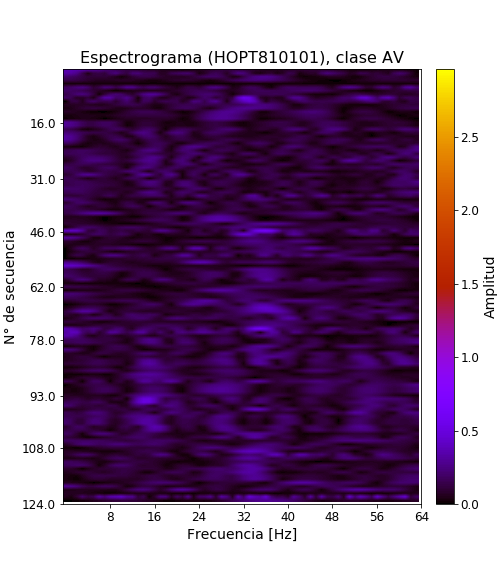 Espectrograma (HOPT810101), clase AV
N° de secuencia
16.0
31.0
46.0
62.0
78.0
93.0
108.0
124.0
8 16 24 32 40 48 56 64
Frecuencia [Hz]
2.5
2.0
1.5
1.0
0.5
0.0
Amplitud